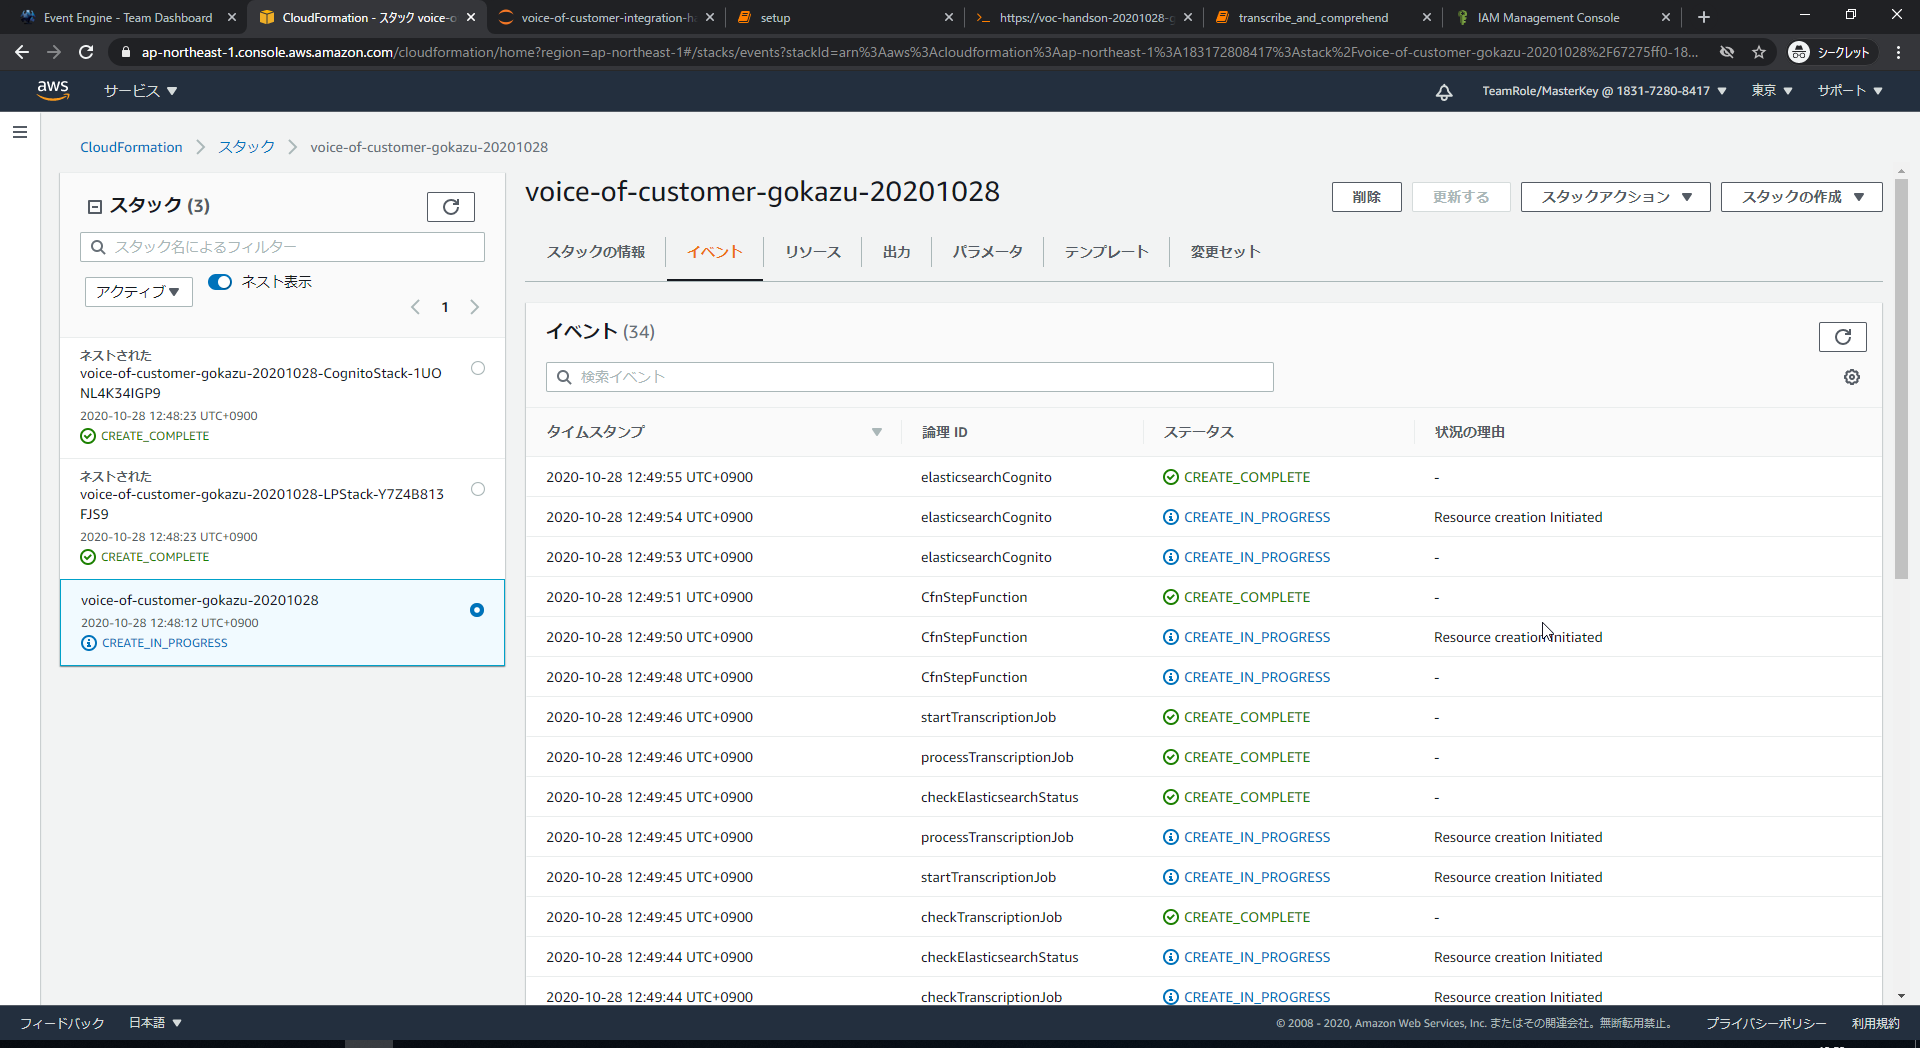 Event Engine - Team Dashboard
CloudFormation - スタック voice-o
voice-of-customer-integration-ha
setup
https://voc-handson-20201028-g
transcribe_and_comprehend
IAM Management Console
ap-northeast-1.console.aws.amazon.com/cloudformation/home?region=ap-northeast-1#/stacks/events?stackId=arn%3Aaws%3Acloudformation%3Aap-northeast-1%3A183172808417%3Astack%2Fvoice-of-customer-gokazu-20201028%2F67275ff0-18...
シークレット
aws
サービス
TeamRole/MasterKey @ 1831-7280-8417
東京
サポート
CloudFormation
スタック
voice-of-customer-gokazu-20201028
スタック (3)
スタック名によるフィルター
アクティブ
ネスト表示
1
ネストされた
voice-of-customer-gokazu-20201028-CognitoStack-1UO
NL4K34IGP9
2020-10-28 12:48:23 UTC+0900
CREATE_COMPLETE
ネストされた
voice-of-customer-gokazu-20201028-LPStack-Y7Z4B813
FJS9
2020-10-28 12:48:23 UTC+0900
CREATE_COMPLETE
voice-of-customer-gokazu-20201028
2020-10-28 12:48:12 UTC+0900
CREATE_IN_PROGRESS
voice-of-customer-gokazu-20201028
削除
更新する
スタックアクション
スタックの作成
スタックの情報
イベント
リソース
出力
パラメータ
テンプレート
変更セット
イベント (34)
検索イベント
タイムスタンプ 論理 ID ステータス 状況の理由
2020-10-28 12:49:55 UTC+0900 elasticsearchCognito CREATE_COMPLETE -
2020-10-28 12:49:54 UTC+0900 elasticsearchCognito CREATE_IN_PROGRESS Resource creation Initiated
2020-10-28 12:49:53 UTC+0900 elasticsearchCognito CREATE_IN_PROGRESS -
2020-10-28 12:49:51 UTC+0900 CfnStepFunction CREATE_COMPLETE -
2020-10-28 12:49:50 UTC+0900 CfnStepFunction CREATE_IN_PROGRESS Resource creation Initiated
2020-10-28 12:49:48 UTC+0900 CfnStepFunction CREATE_IN_PROGRESS -
2020-10-28 12:49:46 UTC+0900 startTranscriptionJob CREATE_COMPLETE -
2020-10-28 12:49:46 UTC+0900 processTranscriptionJob CREATE_COMPLETE -
2020-10-28 12:49:45 UTC+0900 checkElasticsearchStatus CREATE_COMPLETE -
2020-10-28 12:49:45 UTC+0900 processTranscriptionJob CREATE_IN_PROGRESS Resource creation Initiated
2020-10-28 12:49:45 UTC+0900 startTranscriptionJob CREATE_IN_PROGRESS Resource creation Initiated
2020-10-28 12:49:45 UTC+0900 checkTranscriptionJob CREATE_COMPLETE -
2020-10-28 12:49:44 UTC+0900 checkElasticsearchStatus CREATE_IN_PROGRESS Resource creation Initiated
2020-10-28 12:49:44 UTC+0900 checkTranscriptionJob CREATE_IN_PROGRESS Resource creation Initiated
フィードバック
日本語
© 2008 - 2020, Amazon Web Services, Inc. またはその関連会社。無断転用禁止。
プライバシーポリシー
利用規約